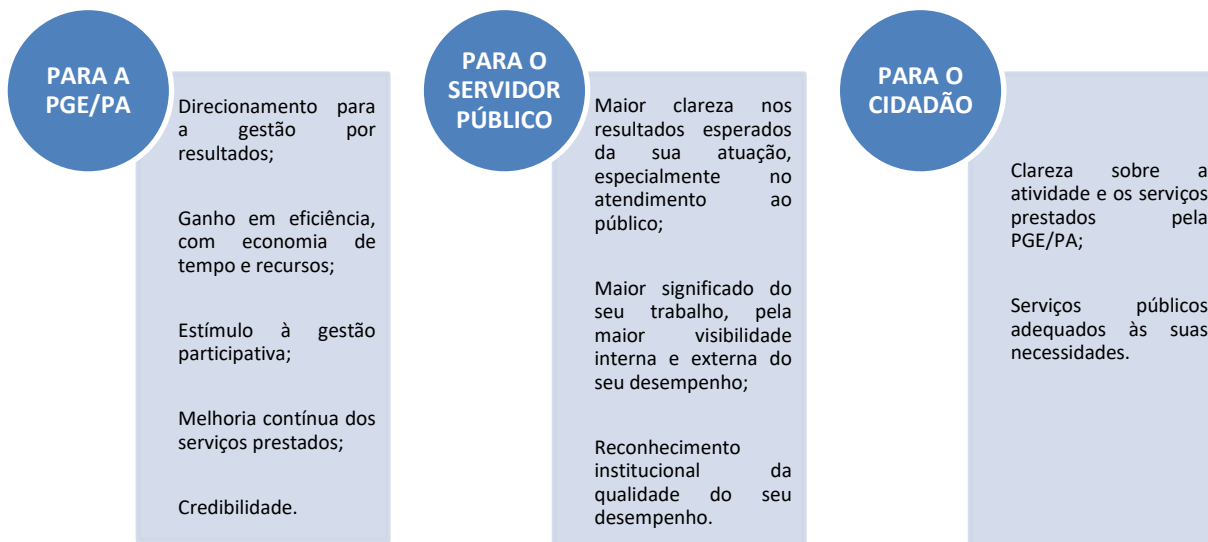 PARA A
PGE/PA
Direcionamento para
a gestão por
resultados;
Ganho em eficiência,
com economia de
tempo e recursos;
Estímulo à gestão
participativa;
Melhoria contínua dos
serviços prestados;
Credibilidade.
PARA O
SERVIDOR
PÚBLICO
Maior clareza nos
resultados esperados
da sua atuação,
especialmente no
atendimento ao
público;
Maior significado do
seu trabalho, pela
maior visibilidade
interna e externa do
seu desempenho;
Reconhecimento
institucional da
qualidade do seu
desempenho.
PARA O
CIDADÃO
Clareza sobre a
atividade e os serviços
prestados pela
PGE/PA;
Serviços públicos
adequados às suas
necessidades.